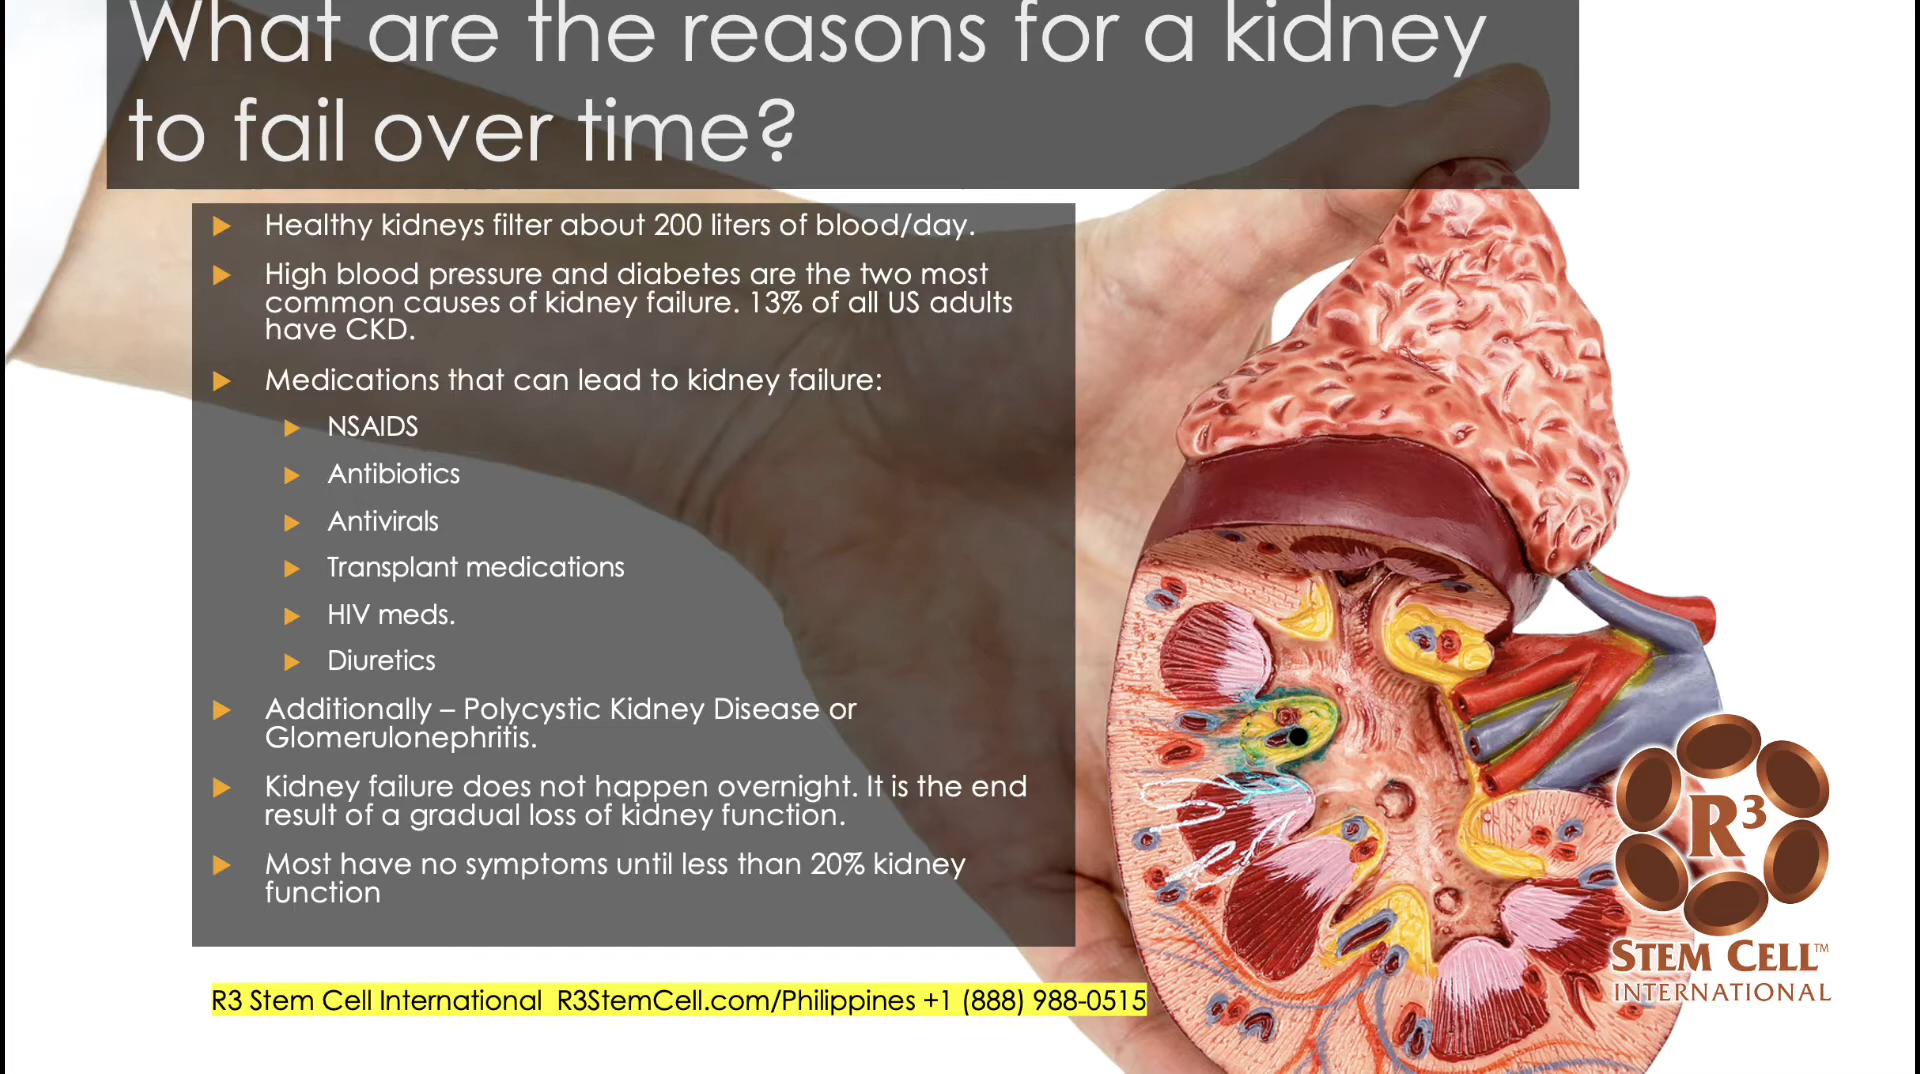 What are the reasons for a kidney
to fail over time?
Healthy kidneys filter about 200 liters of blood/day.
High blood pressure and diabetes are the two most
common causes of kidney failure. 13% of all US adults
have CKD.
Medications that can lead to kidney failure:
NSAIDS
Antibiotics
Antivirals
Transplant medications
HIV meds.
Diuretics
Additionally – Polycystic Kidney Disease or
Glomerulonephritis.
Kidney failure does not happen overnight. It is the end
result of a gradual loss of kidney function.
Most have no symptoms until less than 20% kidney
function
R3 Stem Cell International R3StemCell.com/Philippines +1 (888) 988-0515
R³
STEM CELL™
INTERNATIONAL